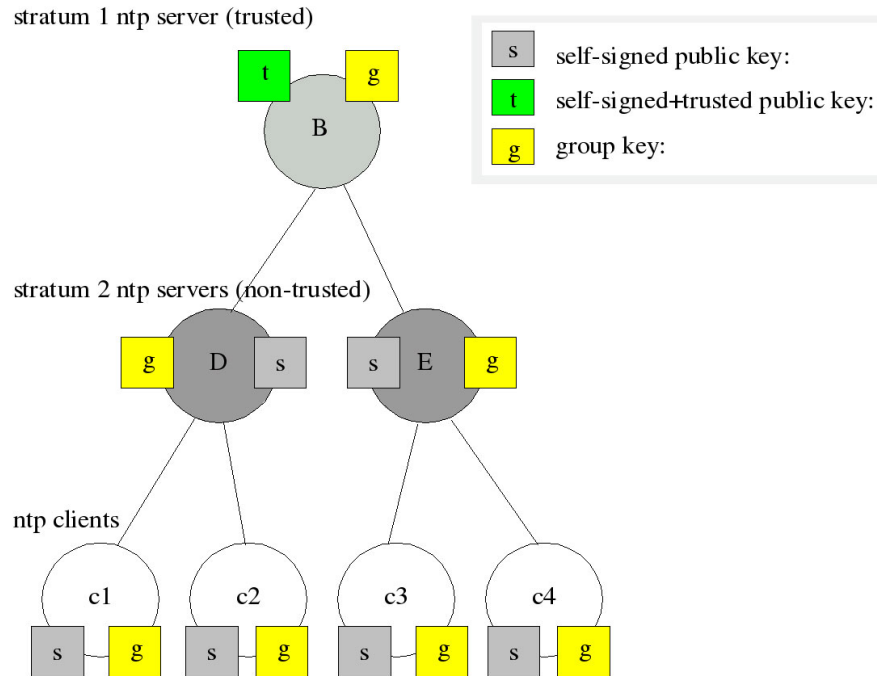 stratum 1 ntp server (trusted)
s self-signed public key:
t self-signed+trusted public key:
g group key:
t g
B
stratum 2 ntp servers (non-trusted)
g D s s E g
ntp clients
c1 c2 c3 c4
s g s g s g s g